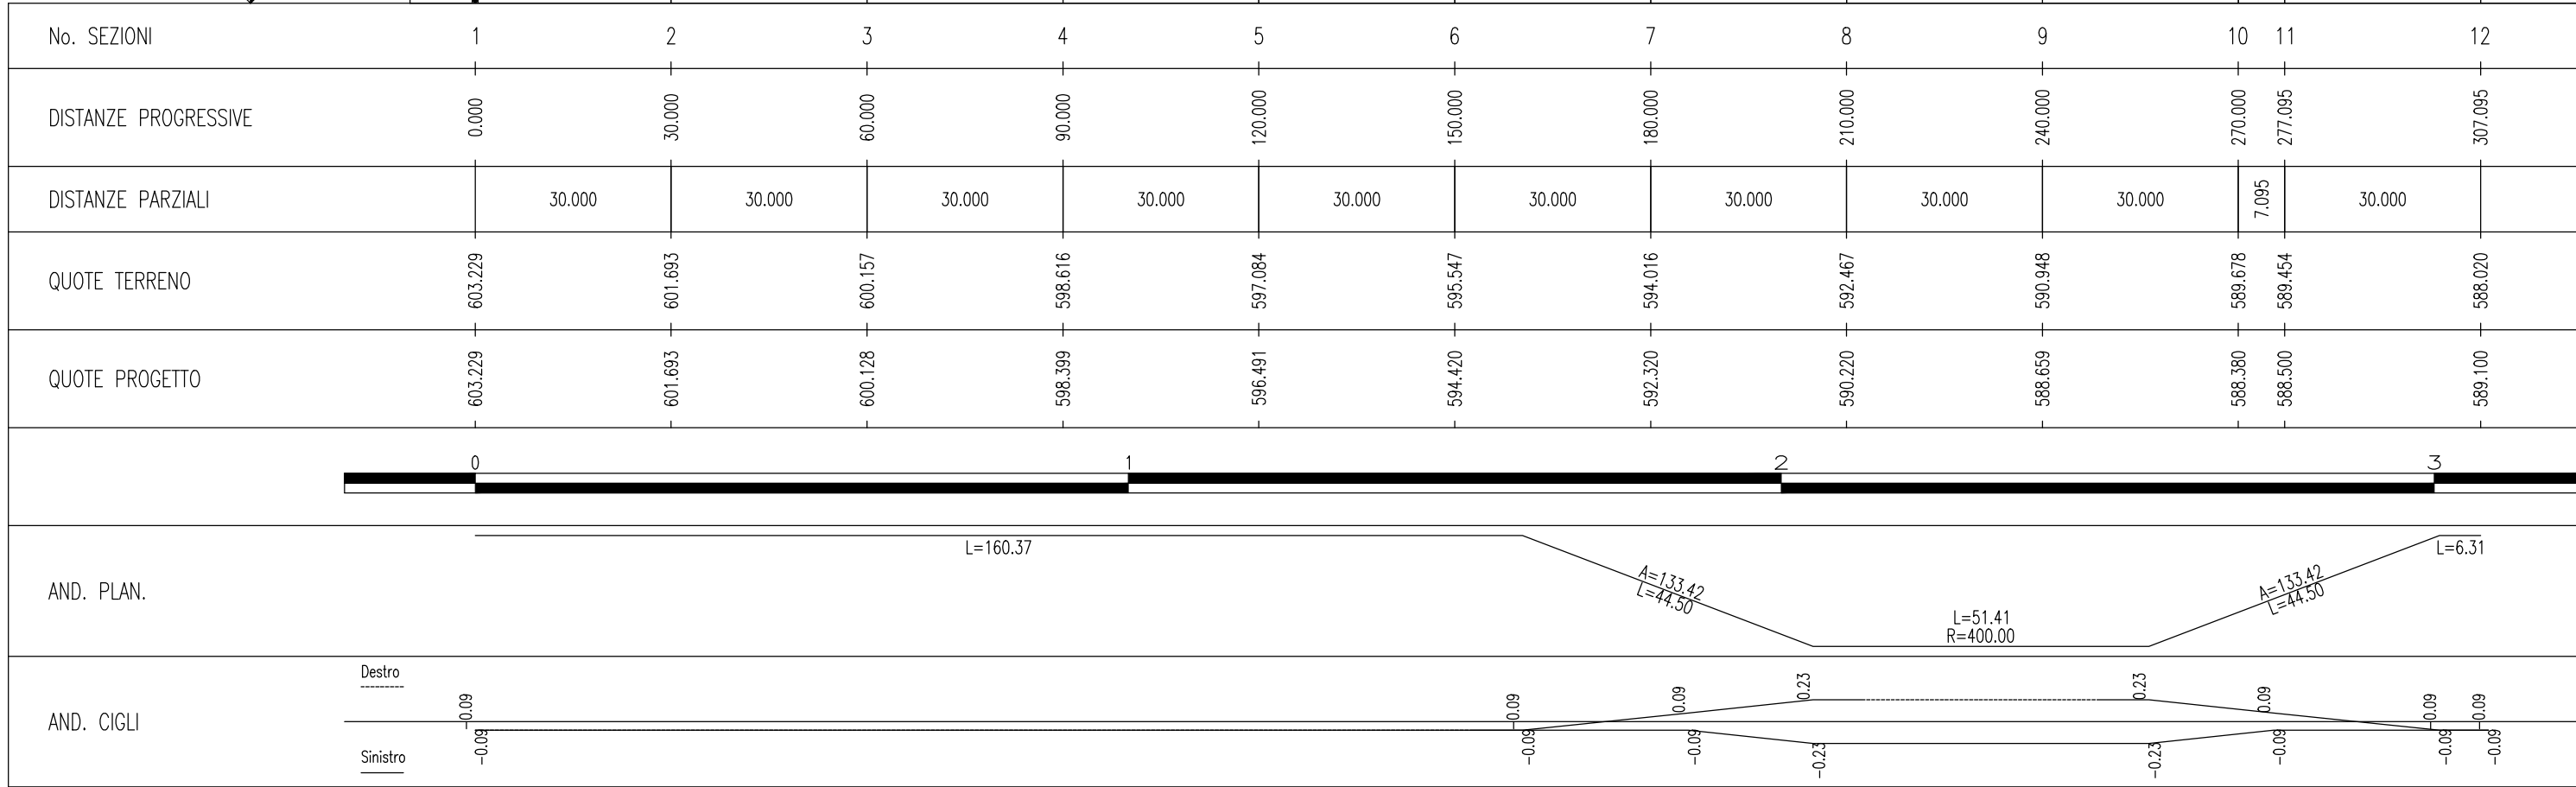 No. SEZIONI 1 2 3 4 5 6 7 8 9 10 11 12
DISTANZE PROGRESSIVE 0.000 30.000 60.000 90.000 120.000 150.000 180.000 210.000 240.000 270.000 277.095 307.095
DISTANZE PARZIALI 30.000 30.000 30.000 30.000 30.000 30.000 30.000 30.000 30.000 7.095 30.000
QUOTE TERRENO 603.229 601.693 600.157 598.616 597.084 595.547 594.016 592.467 590.948 589.678 589.454 588.020
QUOTE PROGETTO 603.229 601.693 600.128 598.399 596.491 594.420 592.320 590.220 588.659 588.380 588.500 589.100
0 1 2 3
AND. PLAN.
L=160.37
A=133.42
L=44.50
L=51.41
R=400.00
A=133.42
L=44.50
L=6.31
AND. CIGLI
Destro
Sinistro
0.09 0.09 0.09 0.23 0.23 0.09 0.09 0.09
-0.09 -0.09 -0.09 -0.23 -0.23 -0.09 -0.09 -0.09